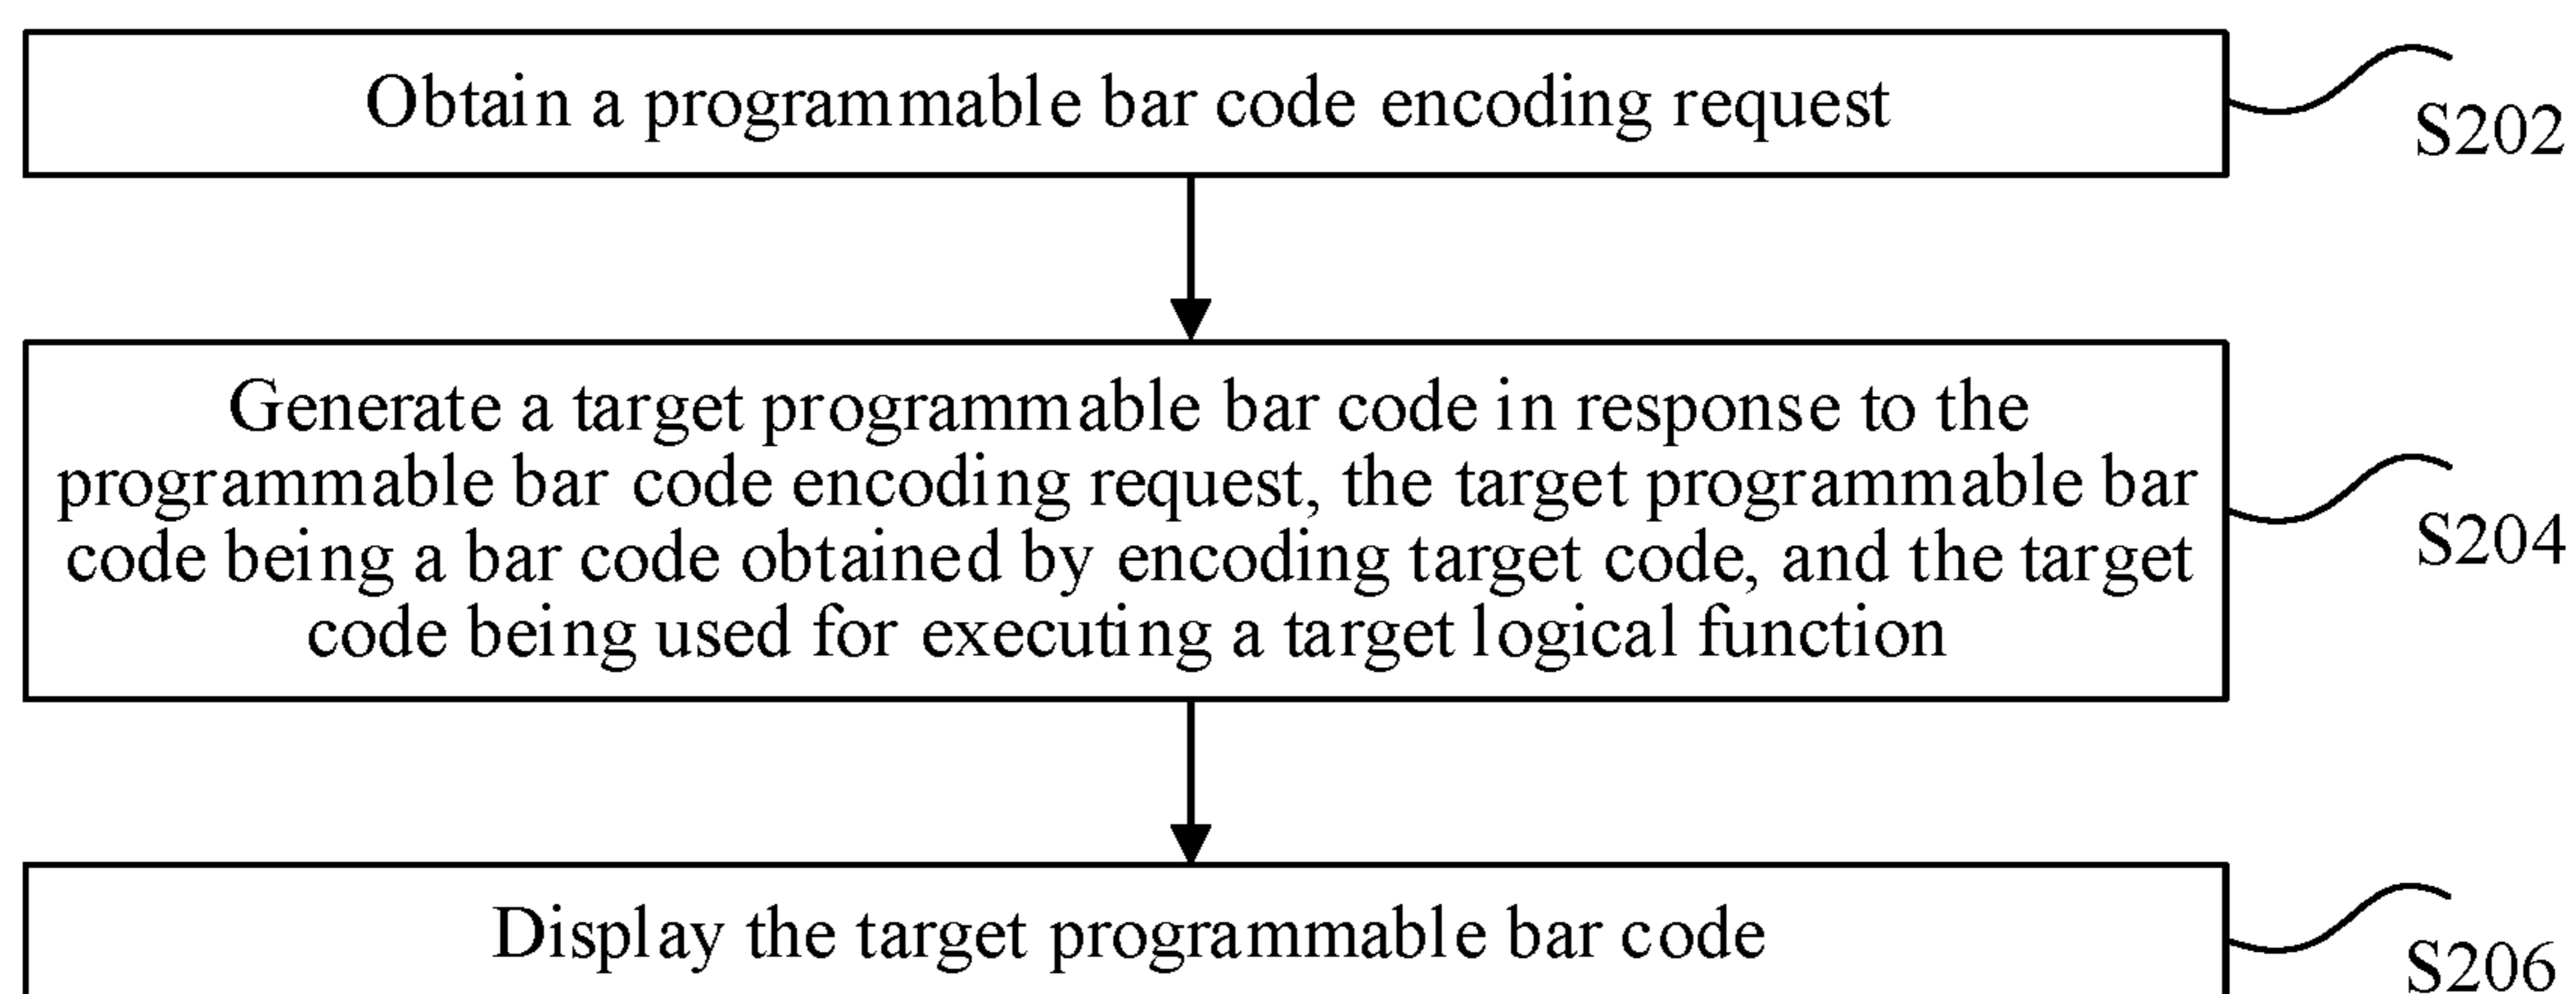 Obtain a programmable bar code encoding request
S202
Generate a target programmable bar code in response to the
programmable bar code encoding request, the target programmable bar
code being a bar code obtained by encoding target code, and the target
code being used for executing a target logical function
S204
Display the target programmable bar code
S206